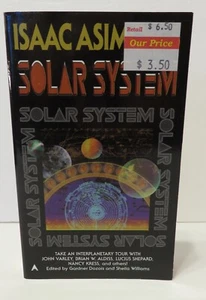 ISAAC ASIM
Retail $ 6.50
Our Price
$ 3.50
SOLAR SYSTEM
SOLAR SYSTEM
SOLAR SYSTEM
SOLAR SYSTEM
SOLAR SYSTEM
TAKE AN INTERPLANETARY TOUR WITH
JOHN VARLEY, BRIAN W. ALDISS, LUCIUS SHEPARD,
NANCY KRESS, and others!
Edited by Gardner Dozois and Sheila Williams